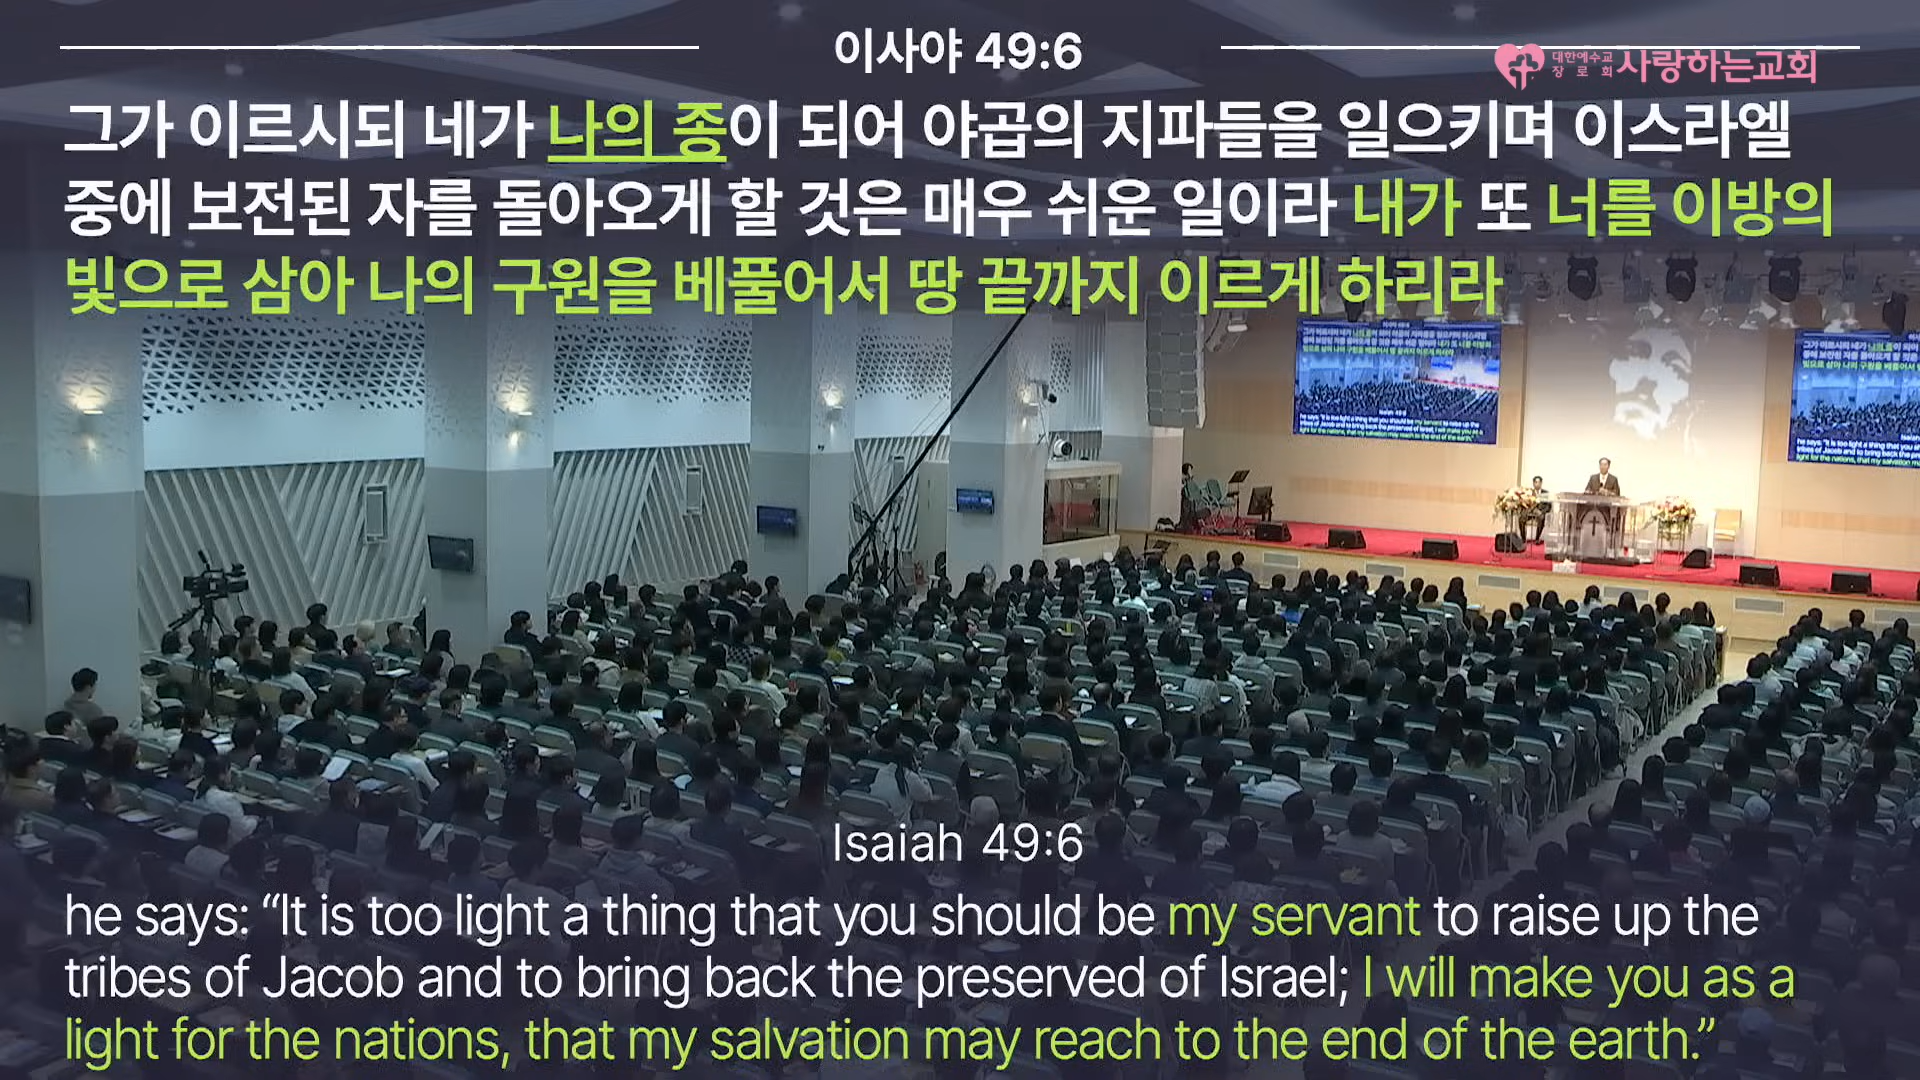 이사야 49:6
대한예수교
장로회 사랑하는교회
그가 이르시되 네가 나의 종이 되어 야곱의 지파들을 일으키며 이스라엘
중에 보전된 자를 돌아오게 할 것은 매우 쉬운 일이라 내가 또 너를 이방의
빛으로 삼아 나의 구원을 베풀어서 땅 끝까지 이르게 하리라
Isaiah 49:6
he says: “It is too light a thing that you should be my servant to raise up the
tribes of Jacob and to bring back the preserved of Israel; I will make you as a
light for the nations, that my salvation may reach to the end of the earth.”